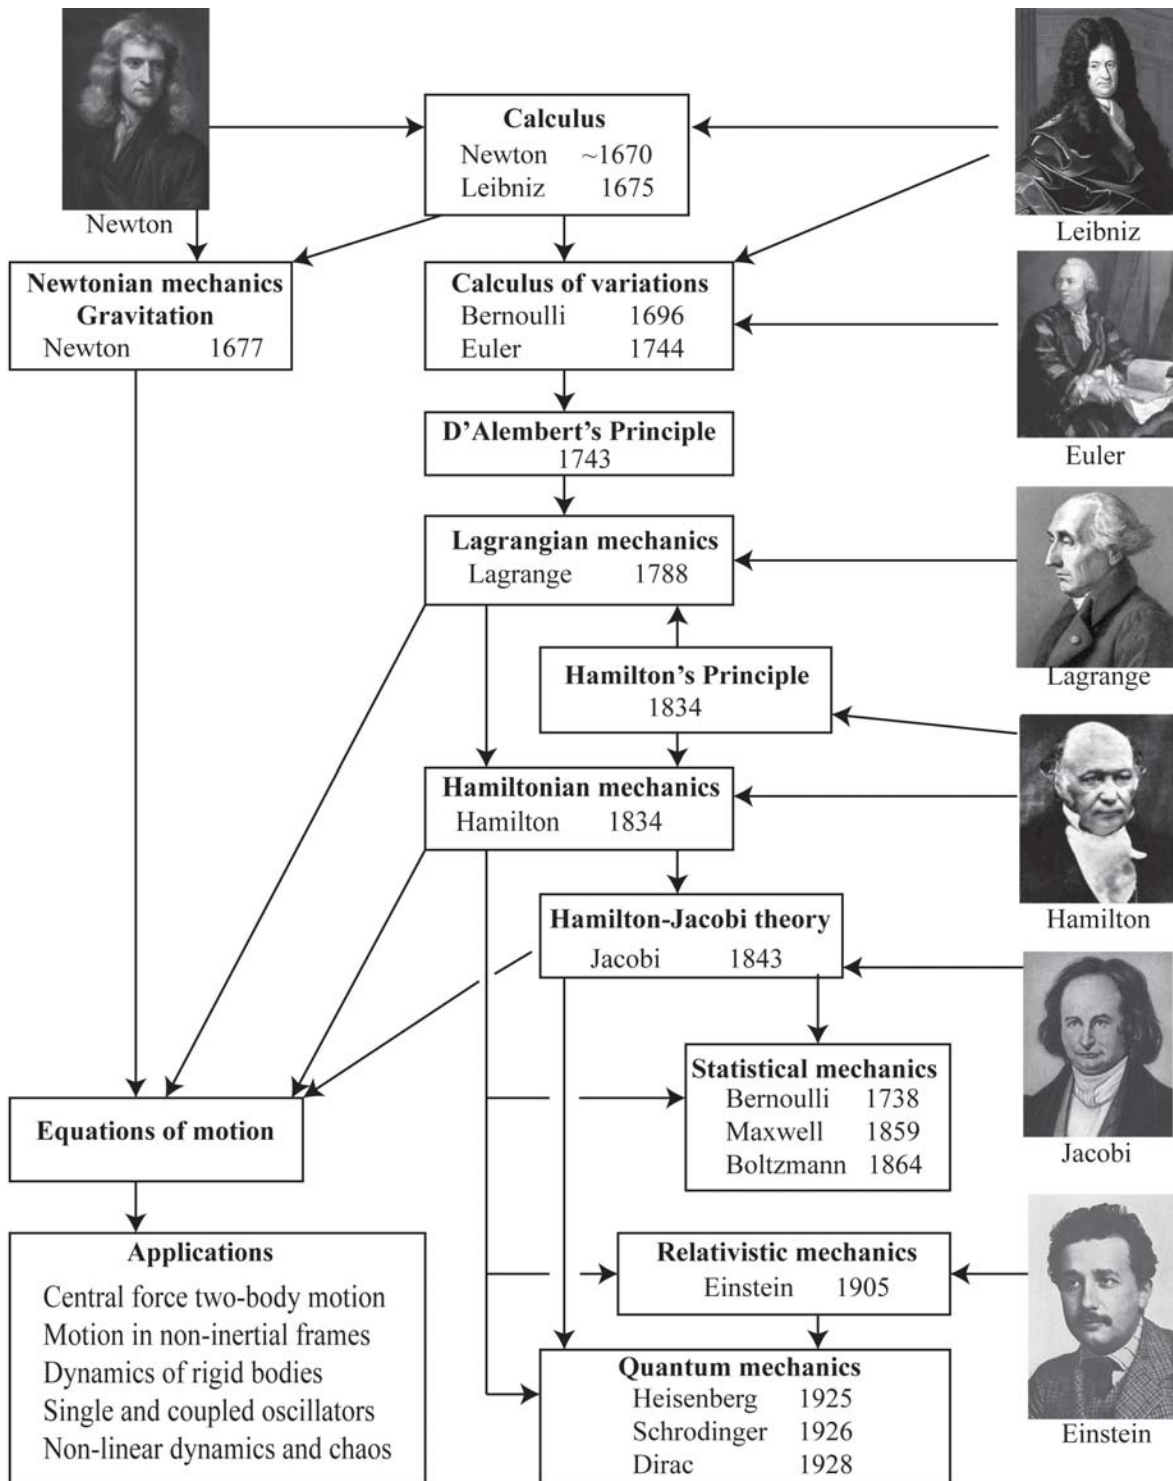 Calculus
Newton ~1670
Leibniz 1675
Newton
Leibniz
Newtonian mechanics
Gravitation
Newton 1677
Calculus of variations
Bernoulli 1696
Euler 1744
Euler
D’Alembert’s Principle
1743
Lagrangian mechanics
Lagrange 1788
Lagrange
Hamilton’s Principle
1834
Hamiltonian mechanics
Hamilton 1834
Hamilton
Hamilton-Jacobi theory
Jacobi 1843
Jacobi
Statistical mechanics
Bernoulli 1738
Maxwell 1859
Boltzmann 1864
Equations of motion
Applications
Central force two-body motion
Motion in non-inertial frames
Dynamics of rigid bodies
Single and coupled oscillators
Non-linear dynamics and chaos
Relativistic mechanics
Einstein 1905
Einstein
Quantum mechanics
Heisenberg 1925
Schrodinger 1926
Dirac 1928